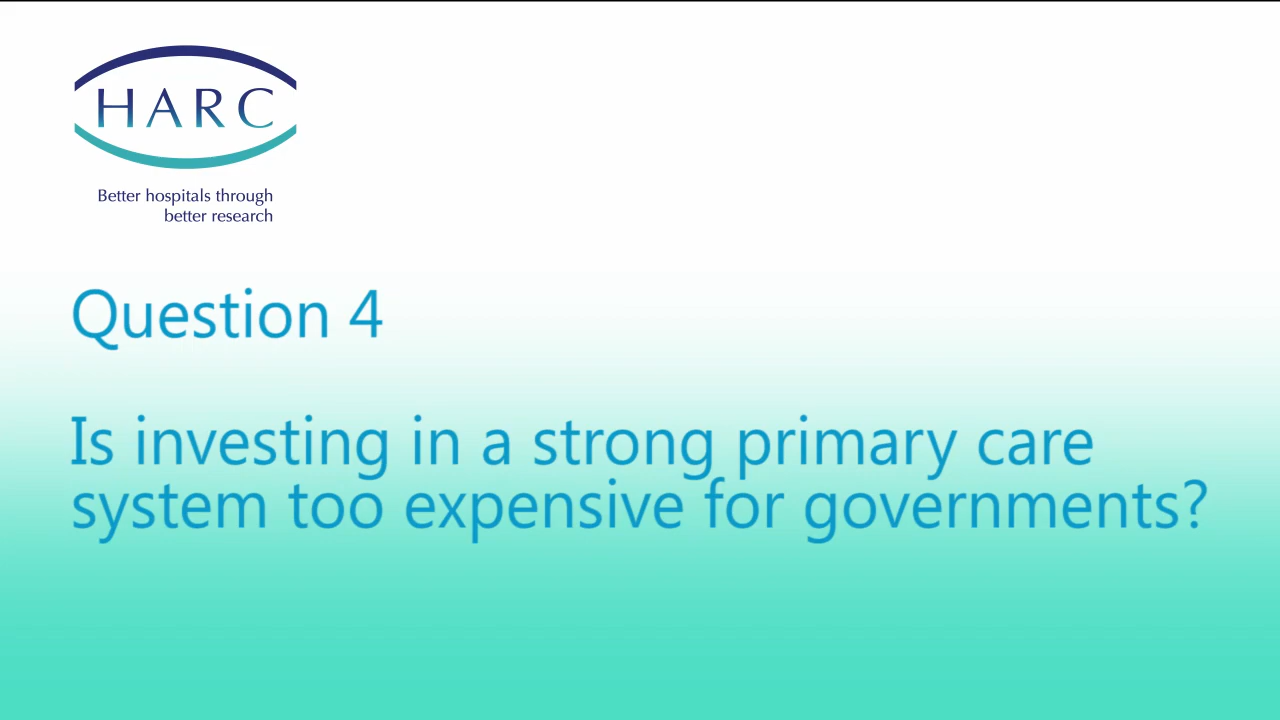 HARC
Better hospitals through
better research
Question 4
Is investing in a strong primary care
system too expensive for governments?